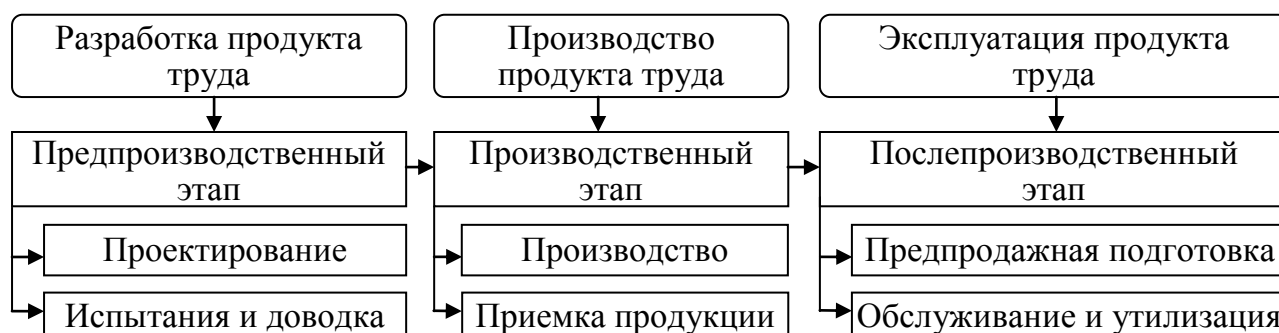 Разработка продукта
труда
Производство
продукта труда
Эксплуатация продукта
труда
Предпроизводственный
этап
Производственный
этап
Послепроизводственный
этап
Проектирование
Производство
Предпродажная подготовка
Испытания и доводка
Приемка продукции
Обслуживание и утилизация